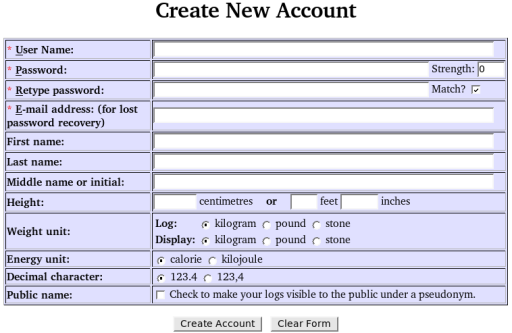 Create New Account
* User Name:
* Password: Strength: 0
* Retype password: Match?
* E-mail address: (for lost
password recovery)
First name:
Last name:
Middle name or initial:
Height: centimetres or feet inches
Weight unit:
Log: kilogram pound stone
Display: kilogram pound stone
Energy unit: calorie kilojoule
Decimal character: 123.4 123,4
Public name: Check to make your logs visible to the public under a pseudonym.
Create Account Clear Form